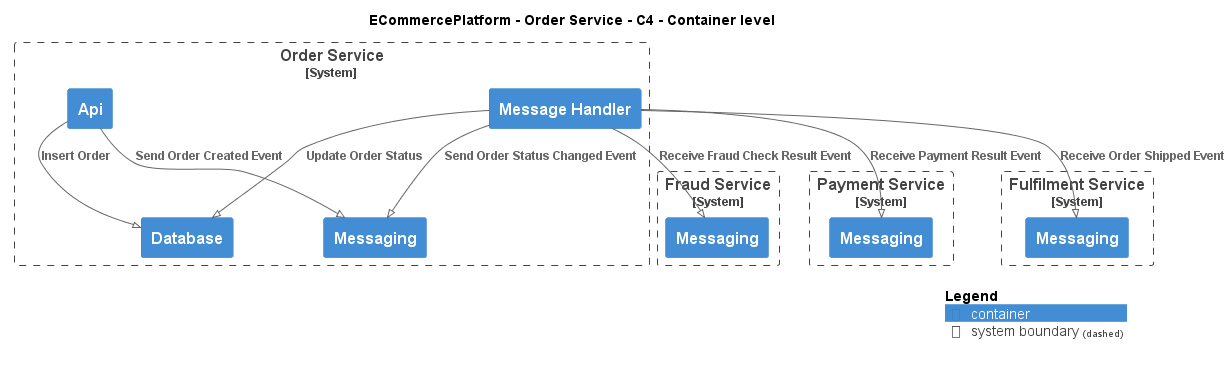 ECommercePlatform - Order Service - C4 - Container level
Order Service
[System]
Api
Message Handler
Insert Order
Send Order Created Event
Update Order Status
Send Order Status Changed Event
Receive Fraud Check Result Event
Receive Payment Result Event
Receive Order Shipped Event
Fraud Service
[System]
Payment Service
[System]
Fulfilment Service
[System]
Database
Messaging
Messaging
Messaging
Messaging
Legend
container
system boundary (dashed)